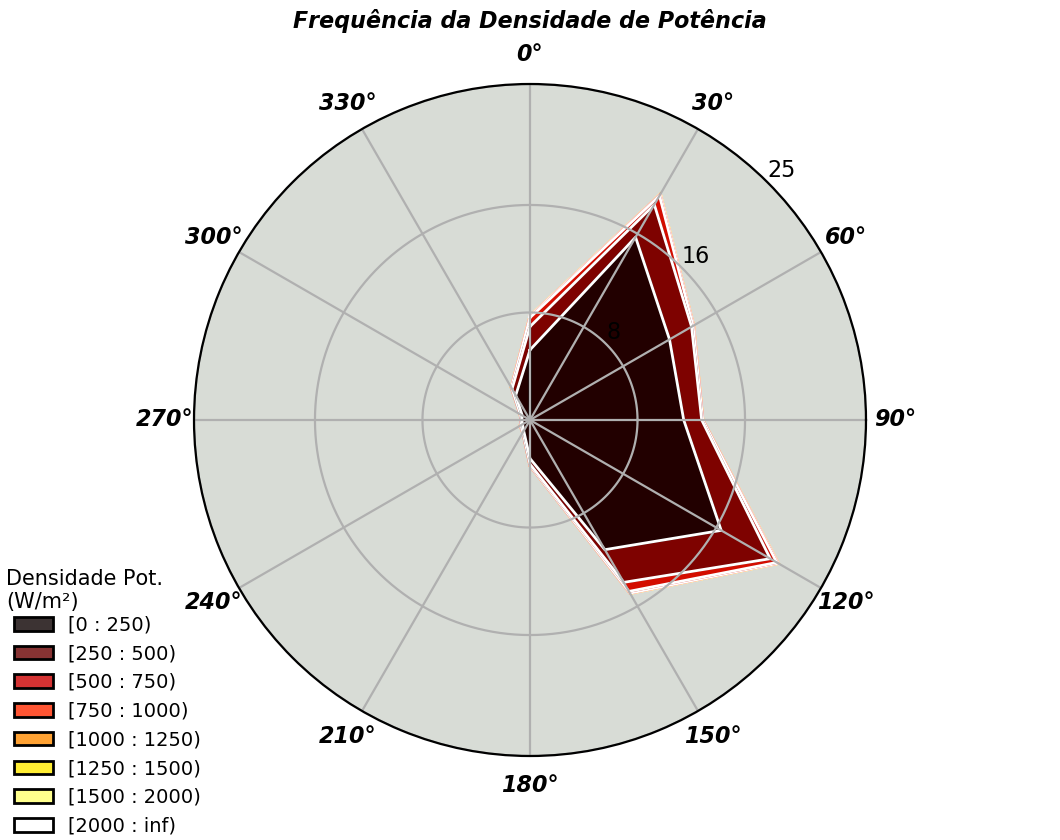 Frequência da Densidade de Potência
0°
330°
30°
25
300°
60°
16
8
270°
90°
240°
120°
210°
150°
180°
Densidade Pot.
(W/m²)
[0 : 250)
[250 : 500)
[500 : 750)
[750 : 1000)
[1000 : 1250)
[1250 : 1500)
[1500 : 2000)
[2000 : inf)